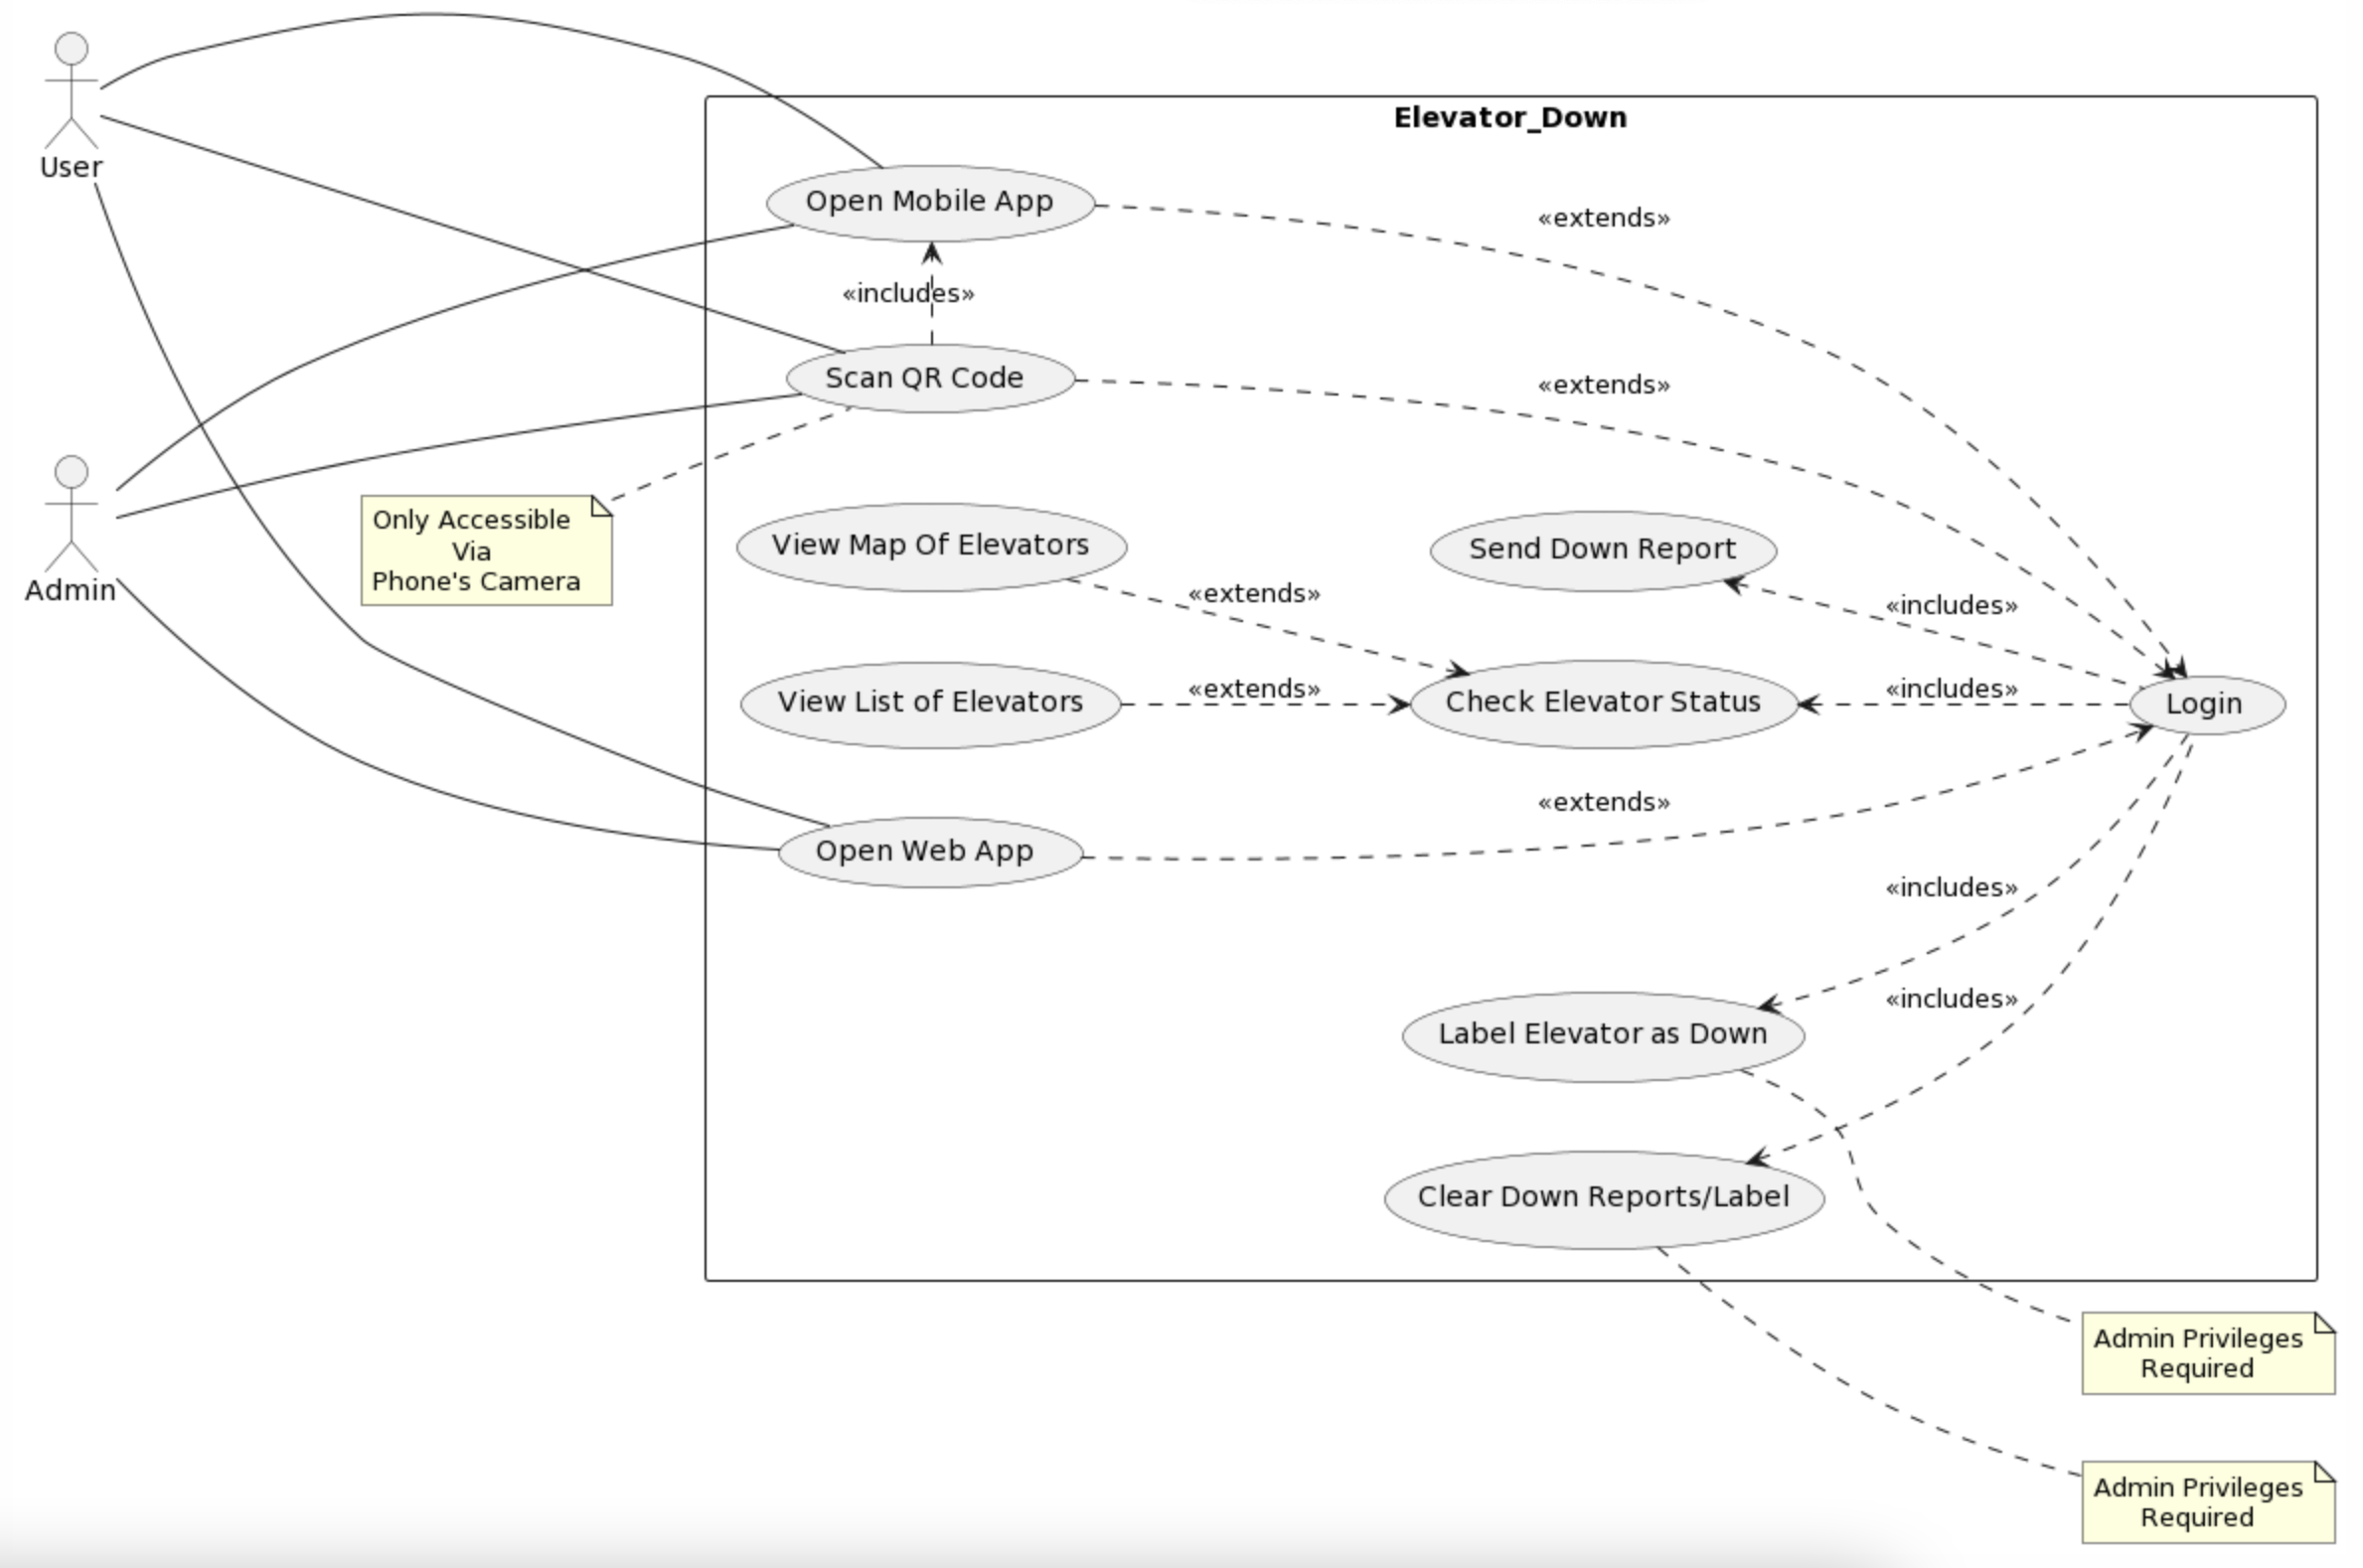 User
Elevator_Down
Open Mobile App
«extends»
«includes»
Scan QR Code
«extends»
Only Accessible
Via
Phone's Camera
Admin
View Map Of Elevators
«extends»
Send Down Report
«includes»
View List of Elevators
«extends»
Check Elevator Status
«includes»
Login
Open Web App
«extends»
«includes»
Label Elevator as Down
«includes»
Clear Down Reports/Label
Admin Privileges
Required
Admin Privileges
Required